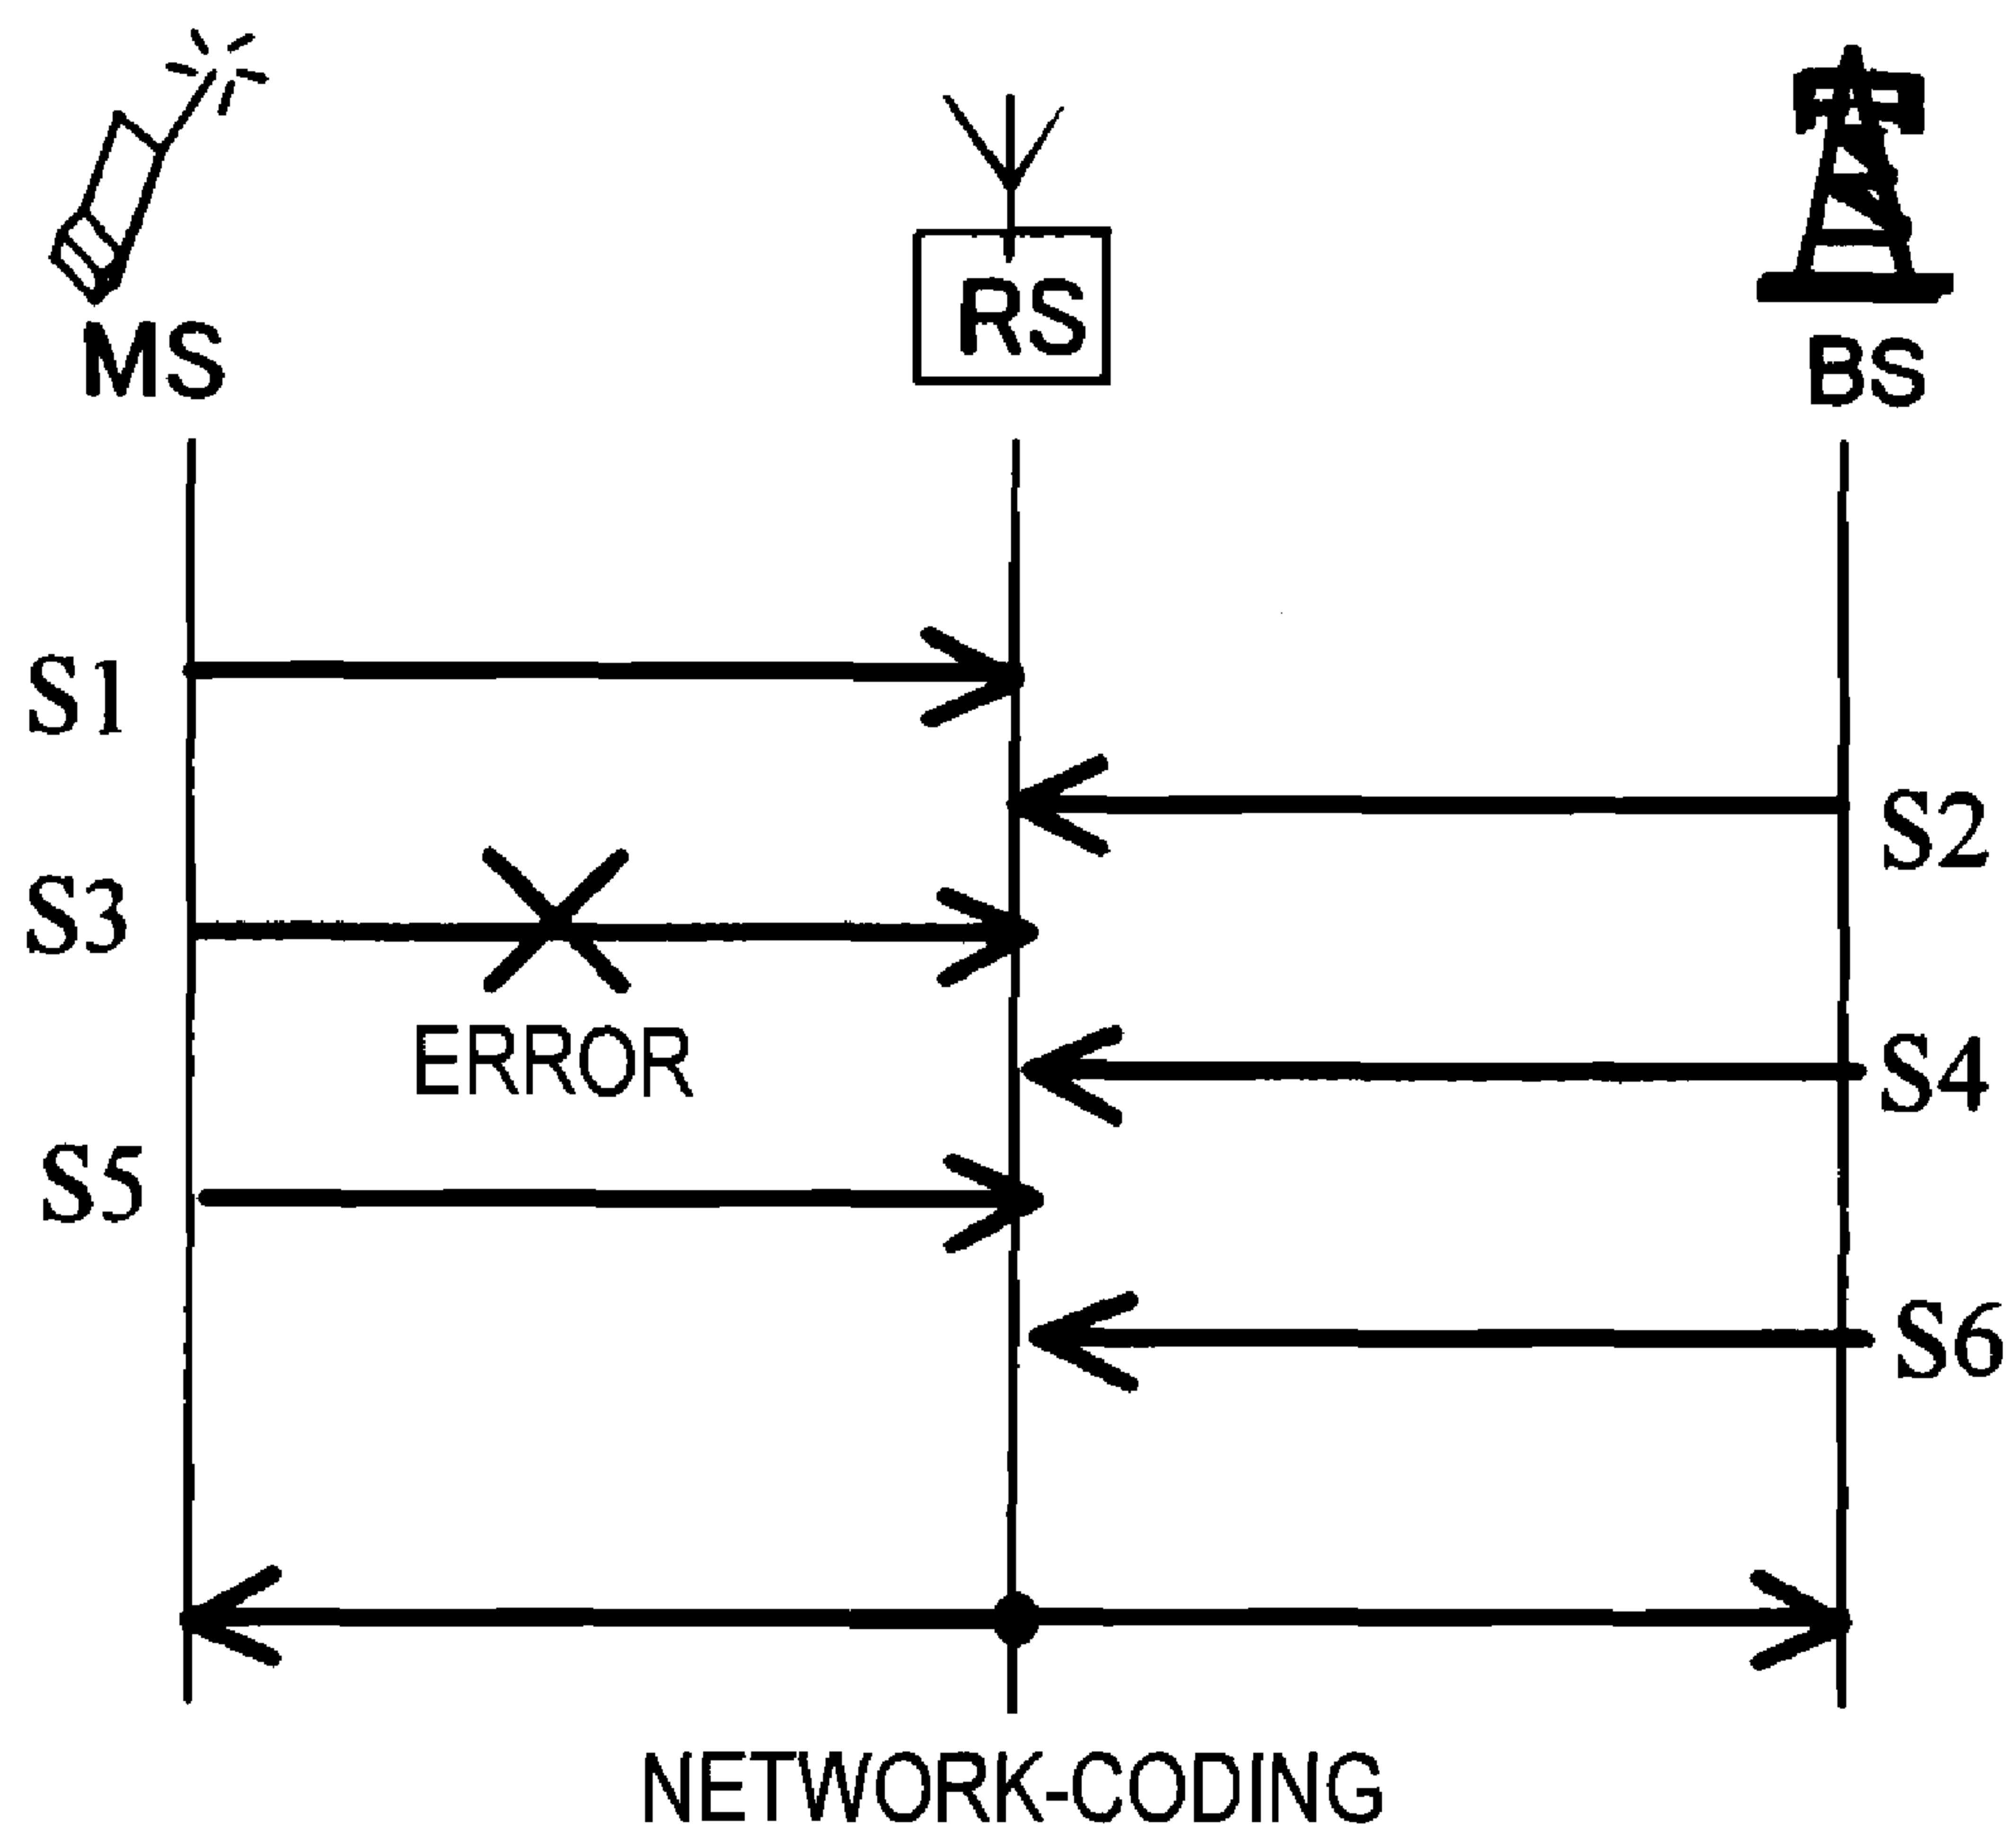 MS
RS
BS
S1
S2
S3
ERROR
S4
S5
S6
NETWORK-CODING